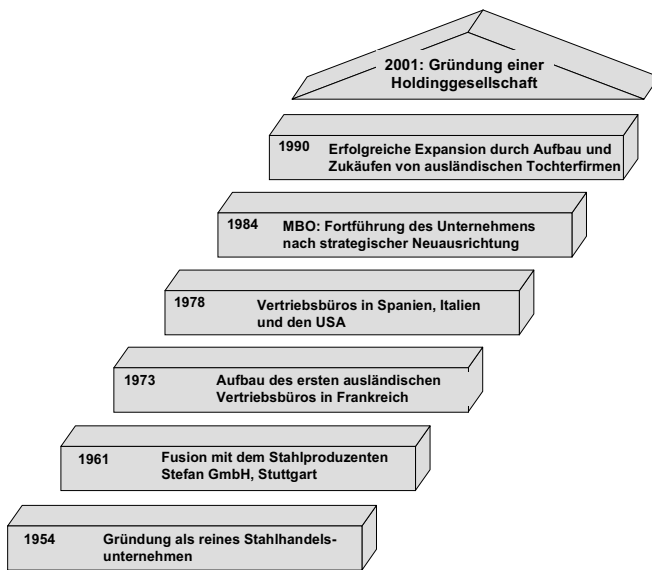 2001: Gründung einer
Holdinggesellschaft
1990 Erfolgreiche Expansion durch Aufbau und
Zukäufen von ausländischen Tochterfirmen
1984 MBO: Fortführung des Unternehmens
nach strategischer Neuausrichtung
1978 Vertriebsbüros in Spanien, Italien
und den USA
1973 Aufbau des ersten ausländischen
Vertriebsbüros in Frankreich
1961 Fusion mit dem Stahlproduzenten
Stefan GmbH, Stuttgart
1954 Gründung als reines Stahlhandels-
unternehmen